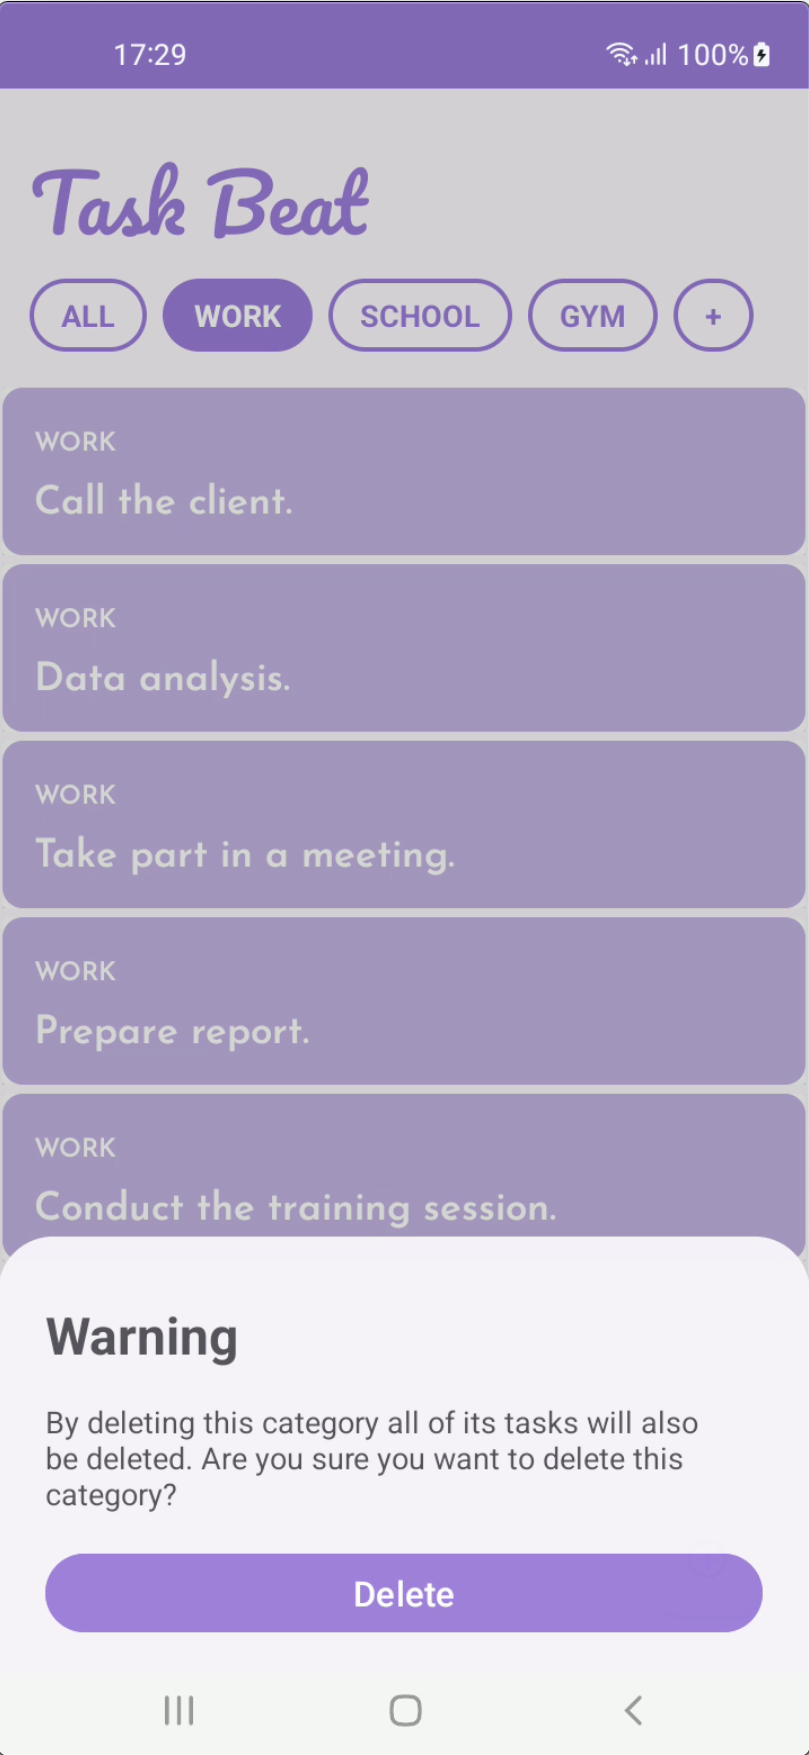 17:29 100%
Task Beat
ALL WORK SCHOOL GYM +
WORK
Call the client.
WORK
Data analysis.
WORK
Take part in a meeting.
WORK
Prepare report.
WORK
Conduct the training session.
Warning
By deleting this category all of its tasks will also
be deleted. Are you sure you want to delete this
category?
Delete